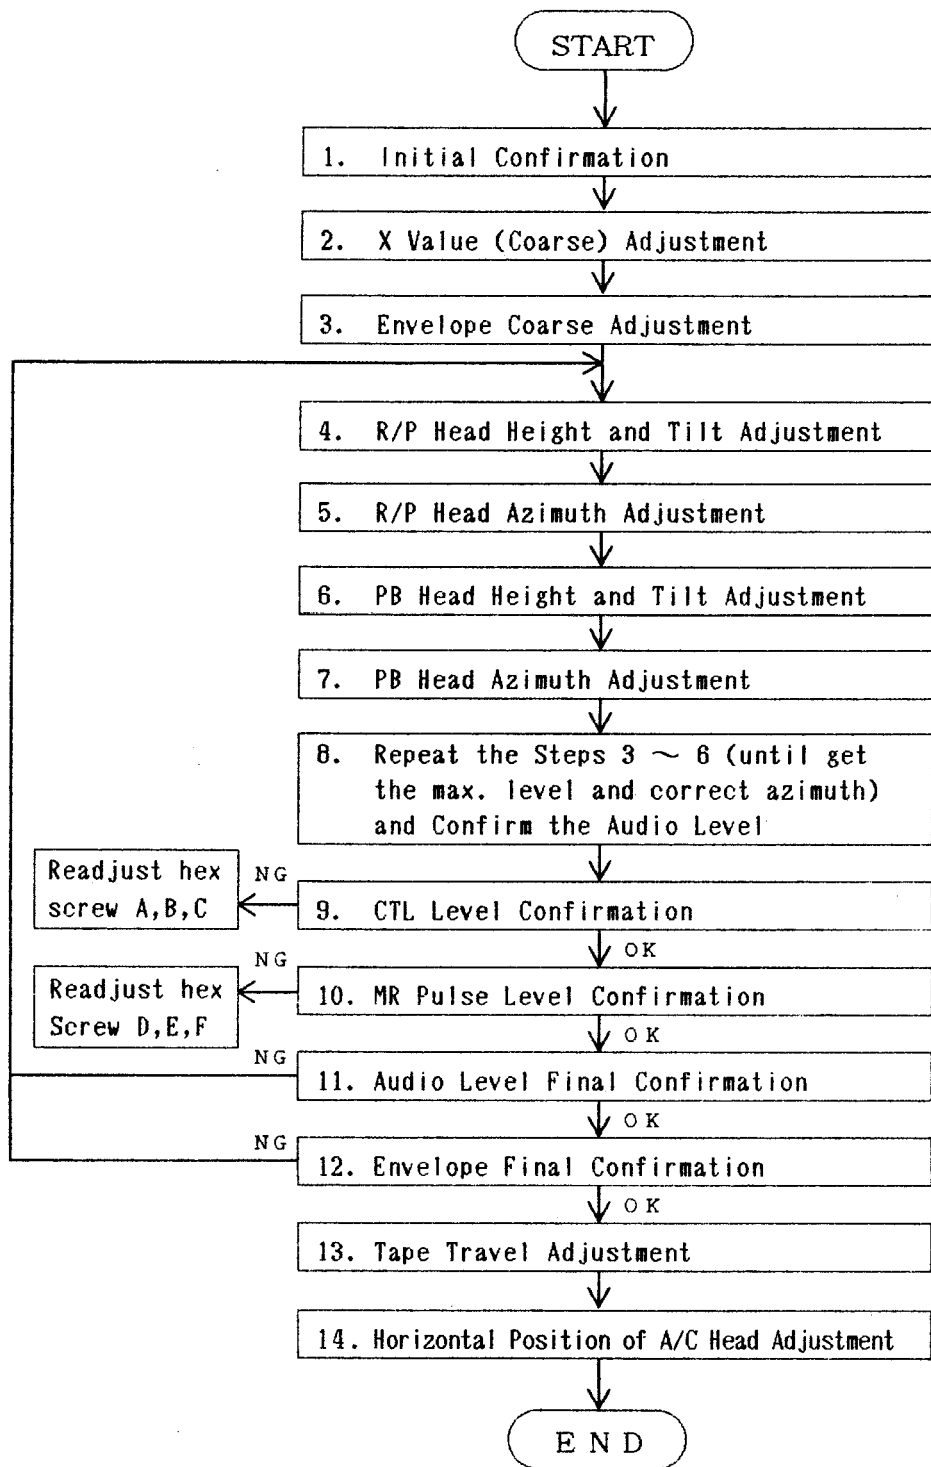 START
1. Initial Confirmation
2. X Value (Coarse) Adjustment
3. Envelope Coarse Adjustment
4. R/P Head Height and Tilt Adjustment
5. R/P Head Azimuth Adjustment
6. PB Head Height and Tilt Adjustment
7. PB Head Azimuth Adjustment
8. Repeat the Steps 3 ~ 6 (until get
the max. level and correct azimuth)
and Confirm the Audio Level
Readjust hex
screw A,B,C
NG
9. CTL Level Confirmation
OK
Readjust hex
Screw D,E,F
NG
10. MR Pulse Level Confirmation
OK
NG
11. Audio Level Final Confirmation
OK
NG
12. Envelope Final Confirmation
OK
13. Tape Travel Adjustment
14. Horizontal Position of A/C Head Adjustment
END